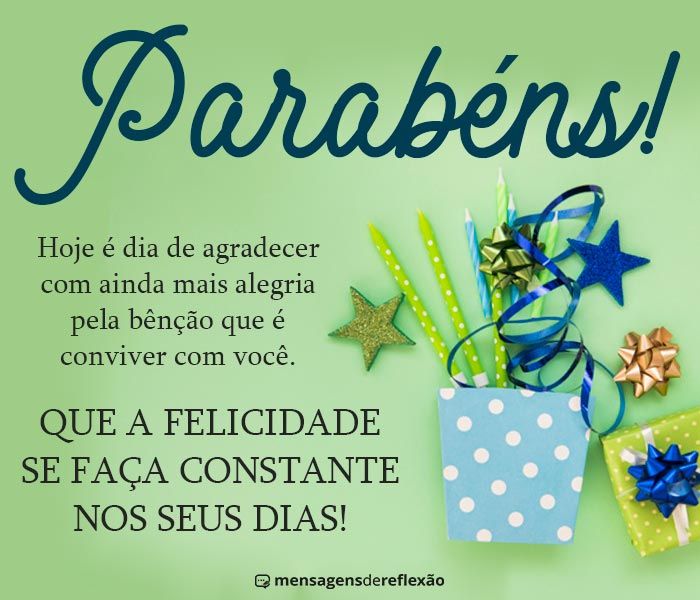 Parabéns!
Hoje é dia de agradecer
com ainda mais alegria
pela bênção que é
conviver com você.
QUE A FELICIDADE
SE FAÇA CONSTANTE
NOS SEUS DIAS!
mensagensdereflexão